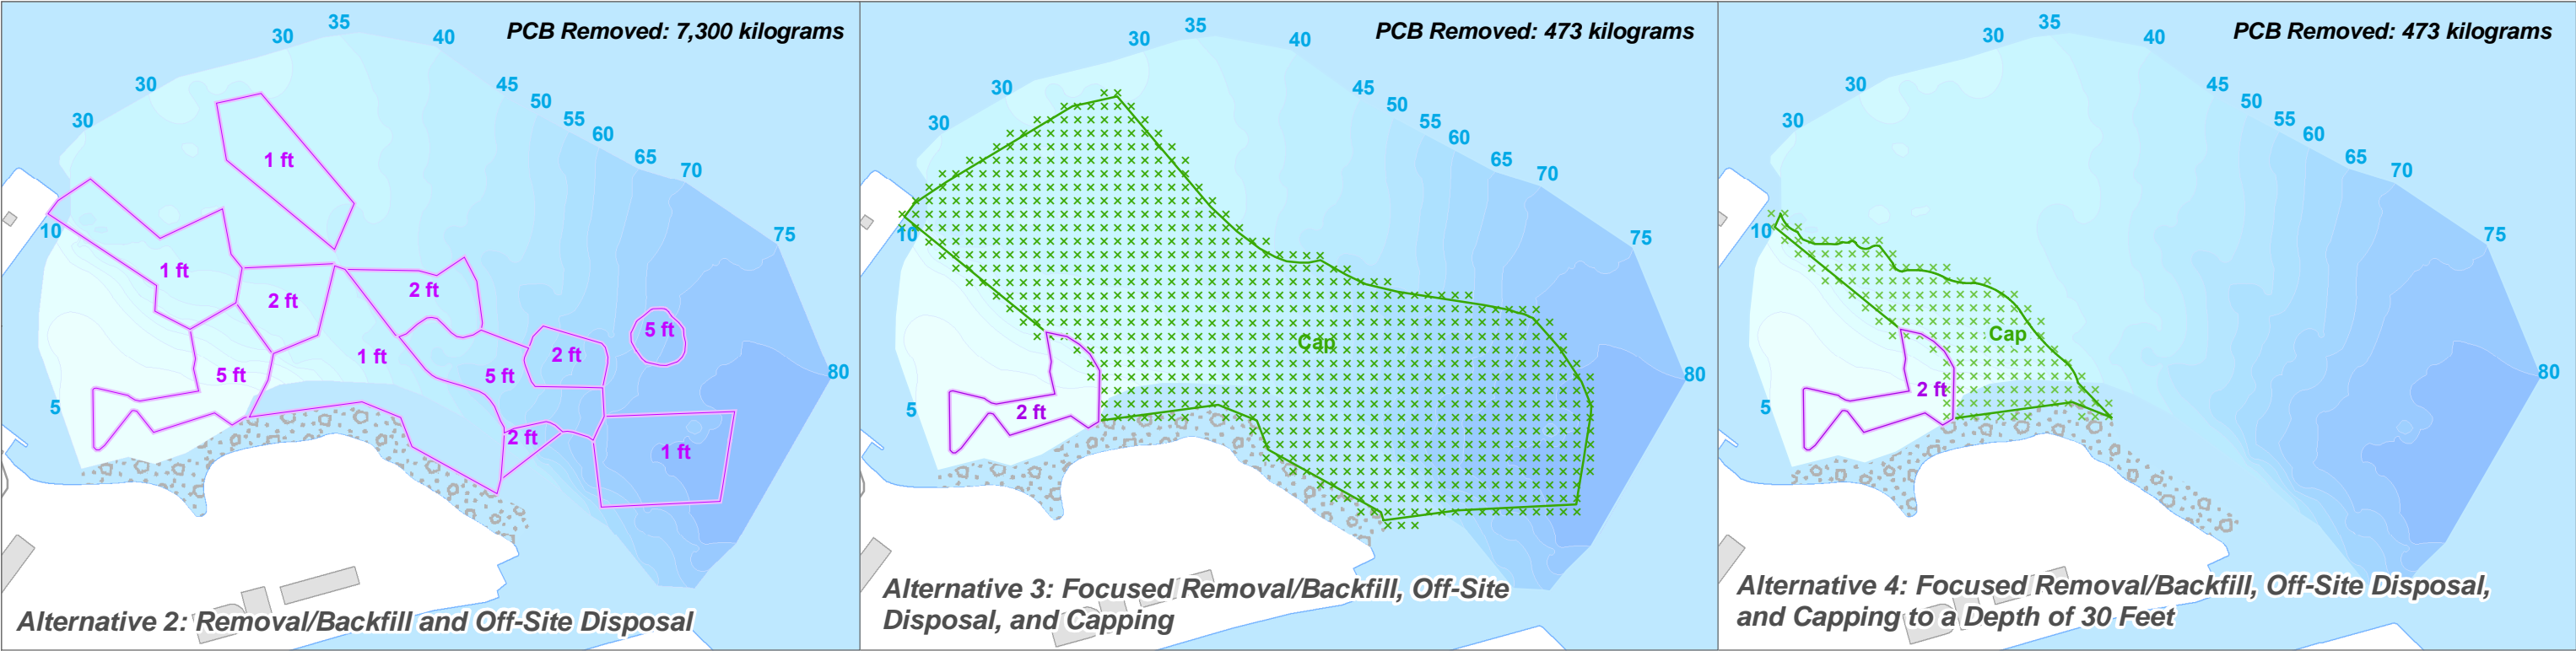 PCB Removed: 7,300 kilograms
35
30
40
30
45
50
30
55
60
65
70
1 ft
10
75
1 ft
2 ft
2 ft
5 ft
1 ft
2 ft
5 ft
5 ft
80
5
2 ft
1 ft
Alternative 2: Removal/Backfill and Off-Site Disposal
PCB Removed: 473 kilograms
35
30
40
30
45
50
30
55
60
65
70
10
75
Cap
80
5
2 ft
Alternative 3: Focused Removal/Backfill, Off-Site
Disposal, and Capping
PCB Removed: 473 kilograms
35
30
40
30
45
50
30
55
60
65
70
10
75
Cap
80
2 ft
5
Alternative 4: Focused Removal/Backfill, Off-Site Disposal,
and Capping to a Depth of 30 Feet